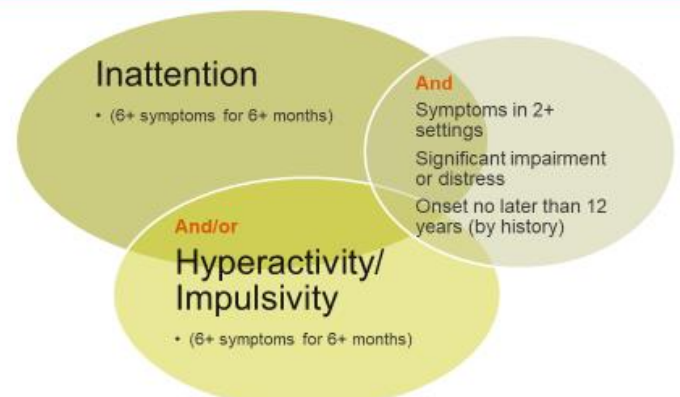 Inattention
• (6+ symptoms for 6+ months)
And
Symptoms in 2+
settings
Significant impairment
or distress
Onset no later than 12
years (by history)
And/or
Hyperactivity/
Impulsivity
• (6+ symptoms for 6+ months)